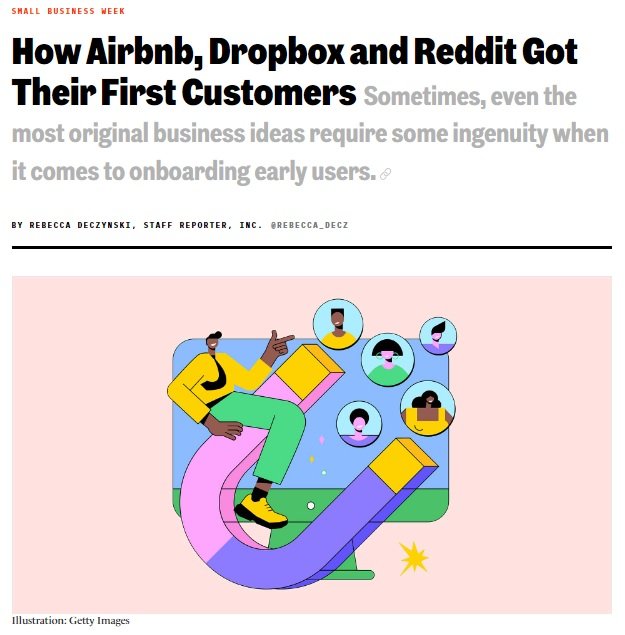 SMALL BUSINESS WEEK
How Airbnb, Dropbox and Reddit Got
Their First Customers Sometimes, even the
most original business ideas require some ingenuity when
it comes to onboarding early users.
BY REBECCA DECZYNSKI, STAFF REPORTER, INC. @REBECCA_DECZ
Illustration: Getty Images